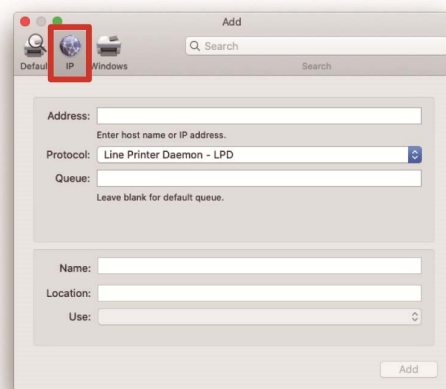 Add
Search
Default IP Windows
Search
Address:
Enter host name or IP address.
Protocol: Line Printer Daemon - LPD
Queue:
Leave blank for default queue.
Name:
Location:
Use:
Add